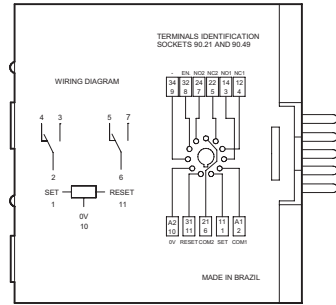 TERMINALS IDENTIFICATION
SOCKETS 90.21 AND 90.49
- EN. NO2 NC2 NO1 NC1
34 32 24 22 14 12
9 8 7 5 3 4
WIRING DIAGRAM
4 3 5 7
2 6
SET RESET
1 11
0V
10
A2 31 21 11 A1
10 11 6 1 2
0V RESET COM2 SET COM1
MADE IN BRAZIL